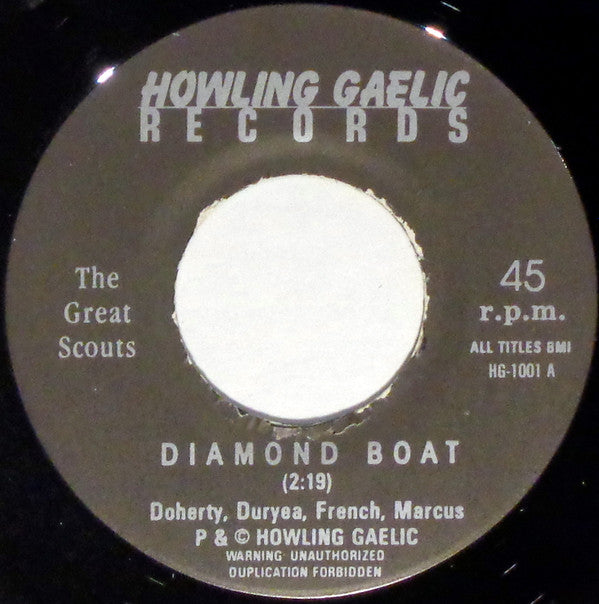 HOWLING GAELIC
RECORDS
The
Great
Scouts
45
r.p.m.
ALL TITLES BMI
HG-1001 A
DIAMOND BOAT
(2:19)
Doherty, Duryea, French, Marcus
P & © HOWLING GAELIC
WARNING UNAUTHORIZED
DUPLICATION FORBIDDEN